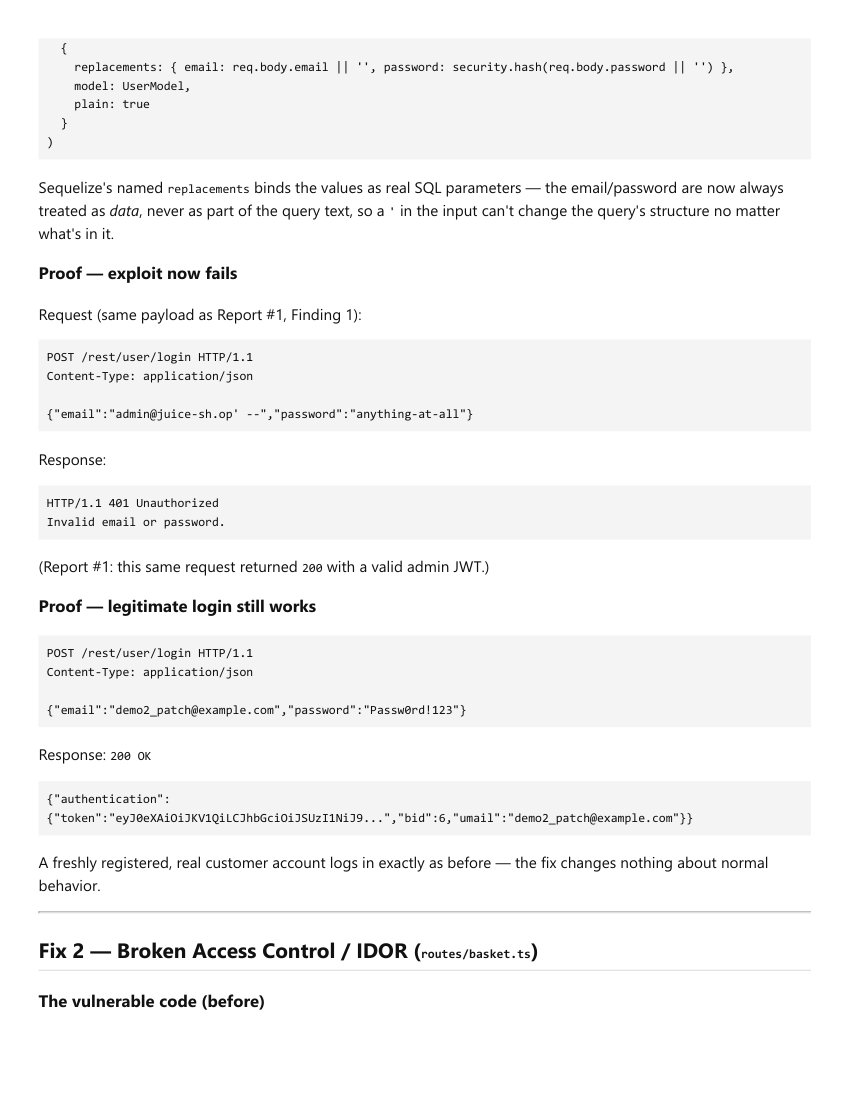 {
replacements: { email: req.body.email || '', password: security.hash(req.body.password || '') },
model: UserModel,
plain: true
}
)
Sequelize's named replacements binds the values as real SQL parameters — the email/password are now always
treated as data, never as part of the query text, so a ' in the input can't change the query's structure no matter
what's in it.
Proof — exploit now fails
Request (same payload as Report #1, Finding 1):
POST /rest/user/login HTTP/1.1
Content-Type: application/json
{"email":"admin@juice-sh.op' --","password":"anything-at-all"}
Response:
HTTP/1.1 401 Unauthorized
Invalid email or password.
(Report #1: this same request returned 200 with a valid admin JWT.)
Proof — legitimate login still works
POST /rest/user/login HTTP/1.1
Content-Type: application/json
{"email":"demo2_patch@example.com","password":"Passw0rd!123"}
Response: 200 OK
{"authentication":
{"token":"eyJ0eXAiOiJKV1QiLCJhbGciOiJSUzI1NiJ9...","bid":6,"umail":"demo2_patch@example.com"}}
A freshly registered, real customer account logs in exactly as before — the fix changes nothing about normal
behavior.
Fix 2 — Broken Access Control / IDOR (routes/basket.ts)
The vulnerable code (before)